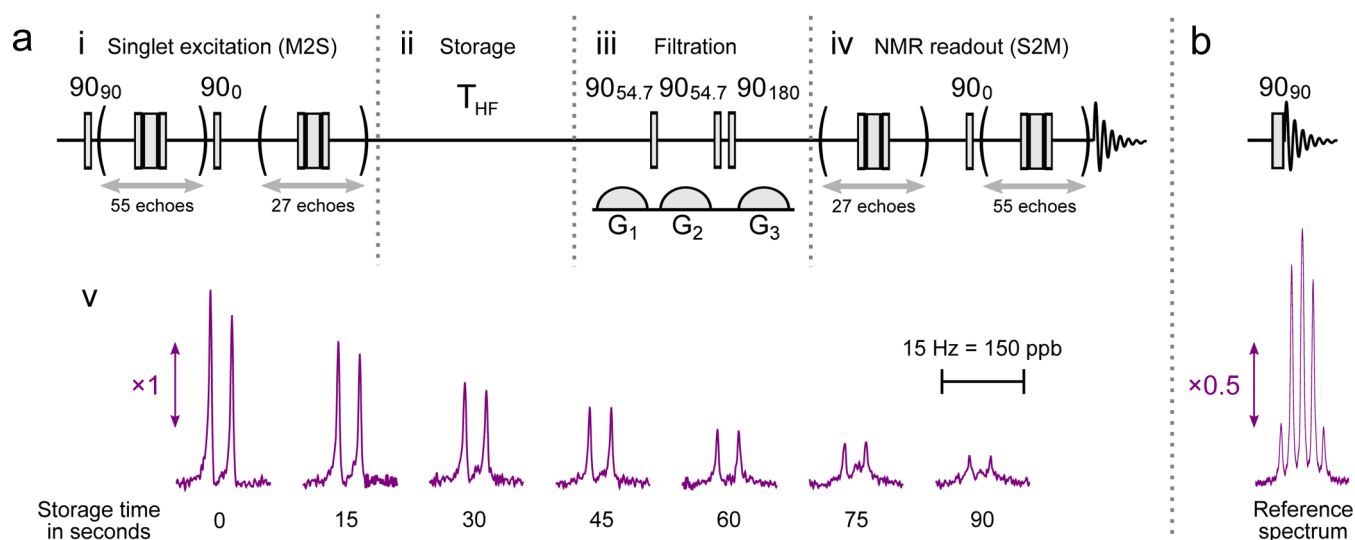 a
i Singlet excitation (M2S)
ii Storage
iii Filtration
iv NMR readout (S2M)
b
90₉₀
90₀
T_HF
90₅₄.₇ 90₅₄.₇ 90₁₈₀
90₀
90₉₀
55 echoes
27 echoes
G₁ G₂ G₃
27 echoes
55 echoes
v
×1
15 Hz = 150 ppb
×0.5
Storage time
in seconds
0 15 30 45 60 75 90
Reference
spectrum